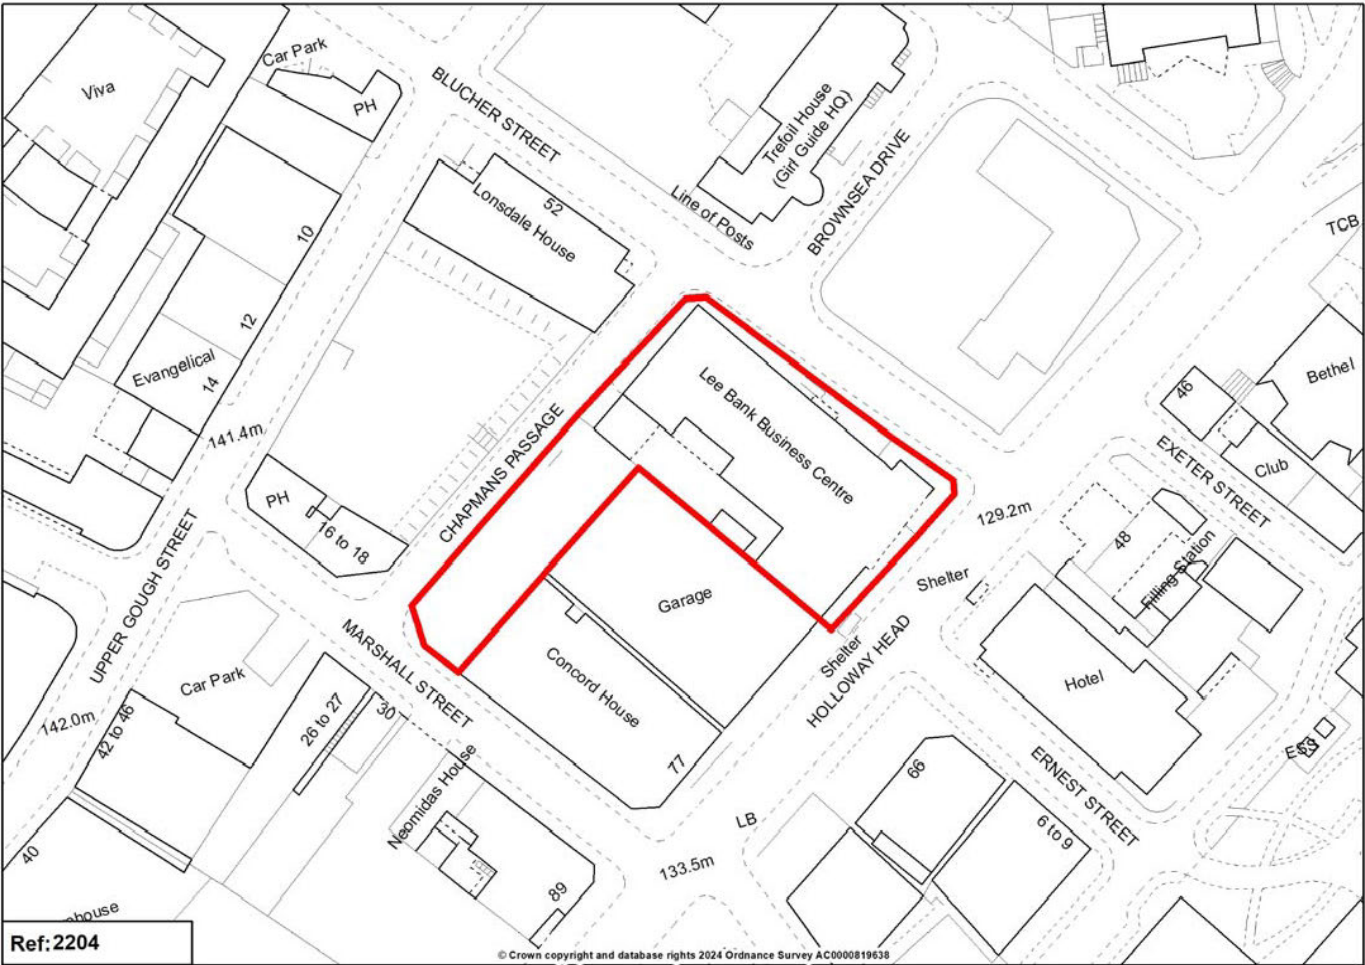 Viva
Car Park
PH
BLUCHER STREET
Trefoil House
(Girl Guide HQ)
BROWNSEA DRIVE
Line of Posts
52
Lonsdale House
10
12
Evangelical
14
141.4m
TCB
Bethel
46
EXETER STREET
Club
Lee Bank Business Centre
CHAPMANS PASSAGE
PH
16 to 18
129.2m
48
Filling Station
Shelter
Shelter
HOLLOWAY HEAD
Garage
Concord House
77
UPPER GOUGH STREET
MARSHALL STREET
Car Park
142.0m
42 to 46
26 to 27
30
Neomidas House
Hotel
ESS
ERNEST STREET
66
6 to 9
LB
133.5m
89
40
Ref:2204
© Crown copyright and database rights 2024 Ordnance Survey AC0000819638